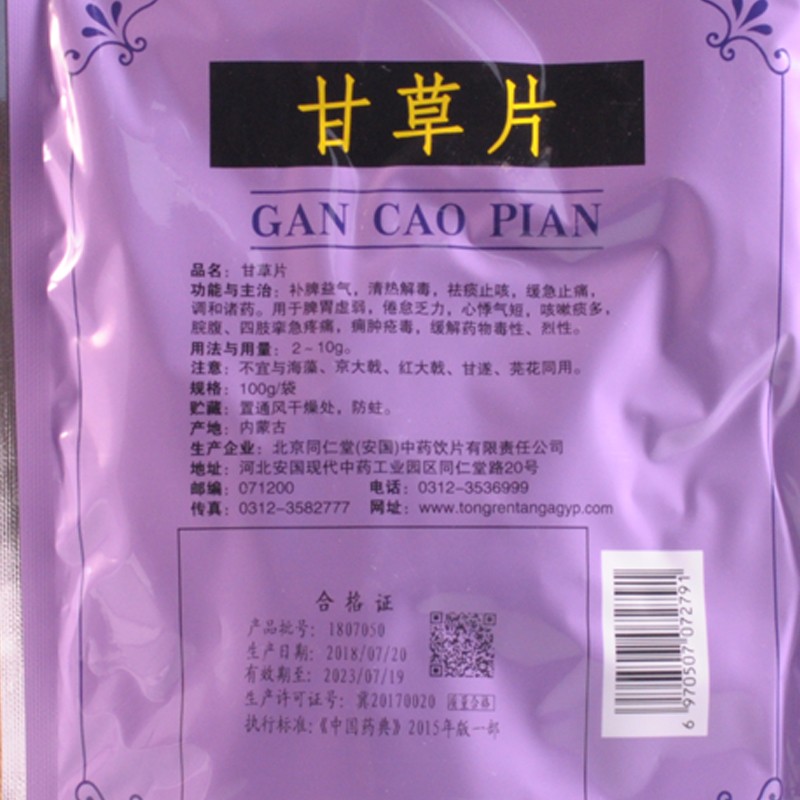 甘草片
GAN CAO PIAN
品名：甘草片
功能与主治：补脾益气，清热解毒，祛痰止咳，缓急止痛，
调和诸药。用于脾胃虚弱，倦怠乏力，心悸气短，咳嗽痰多，
脘腹、四肢挛急疼痛，痈肿疮毒，缓解药物毒性、烈性。
用法与用量：2－10g。
注意：不宜与海藻、京大戟、红大戟、甘遂、芫花同用。
规格：100g/袋
贮藏：置通风干燥处，防蛀。
产地：内蒙古
生产企业：北京同仁堂(安国)中药饮片有限责任公司
地址：河北安国现代中药工业园区同仁堂路20号
邮编：071200 电话：0312-3536999
传真：0312-3582777 网址：www.tongrentangagyp.com
合格证
产品批号：1807050
生产日期：2018/07/20
有效期至：2023/07/19
生产许可证号：冀20170020 质量合格
执行标准：《中国药典》2015年版一部
6 970507 072791